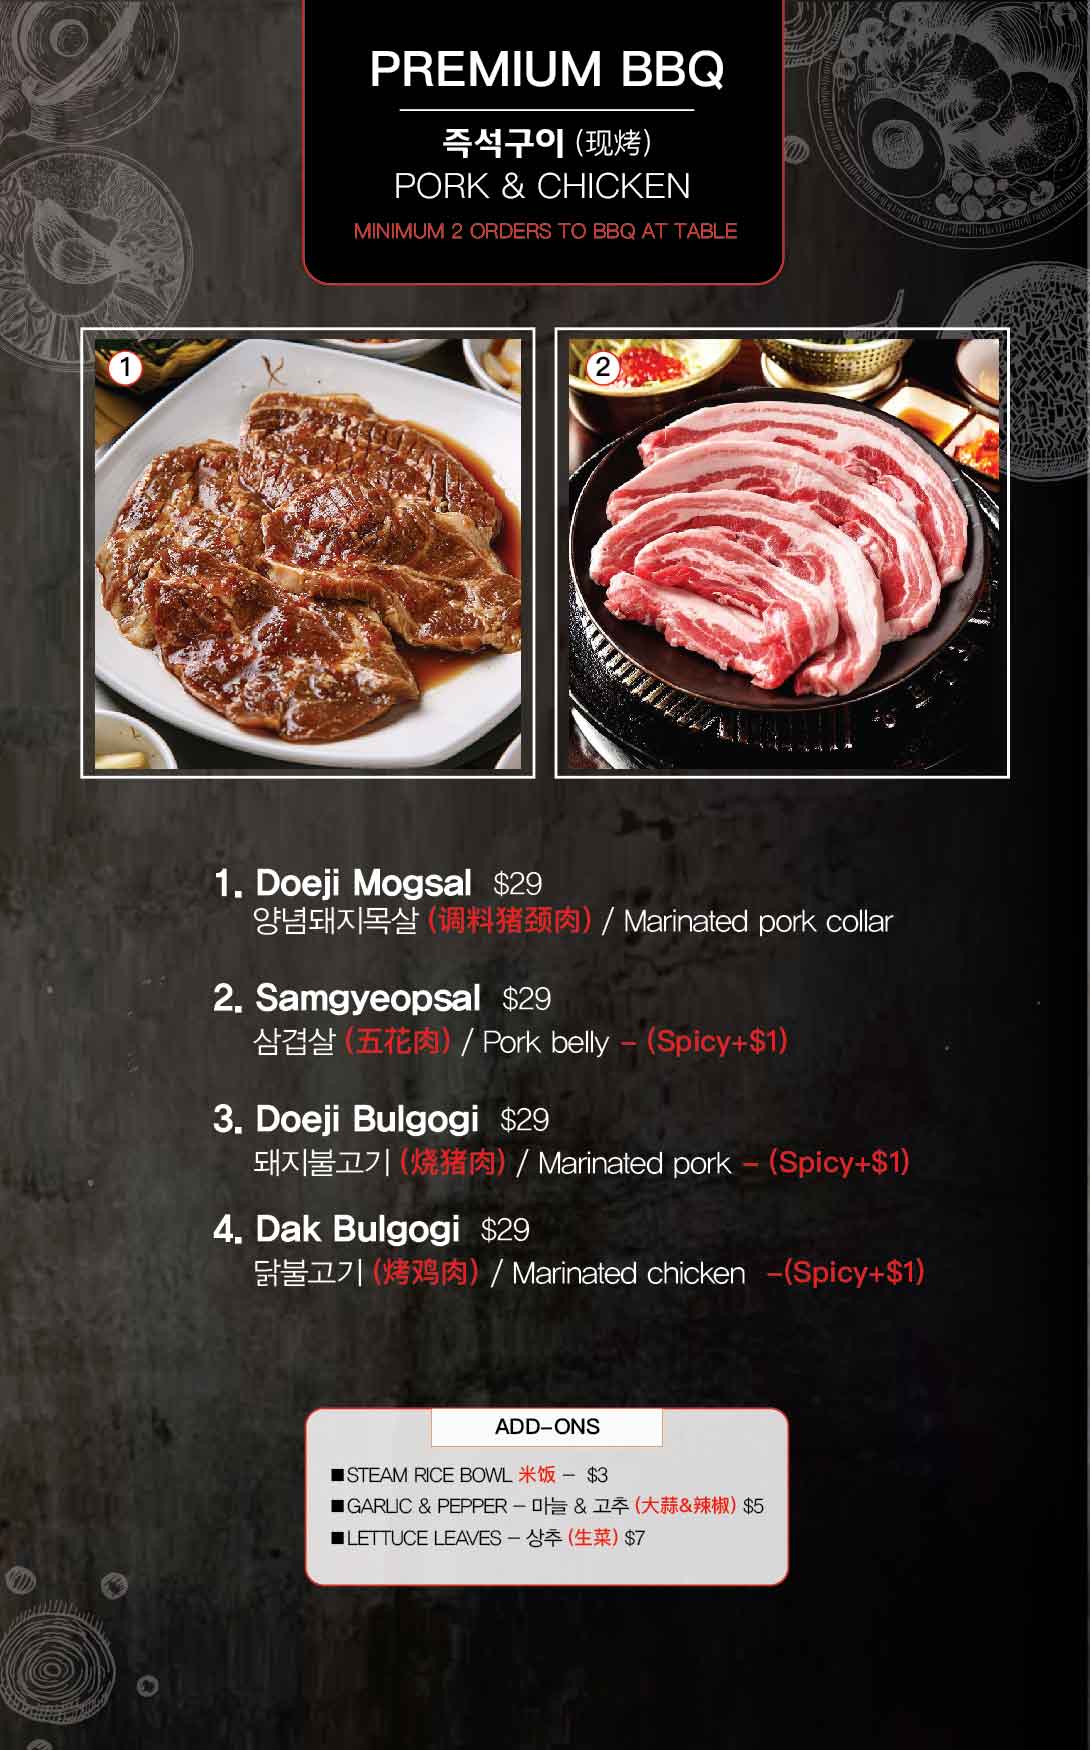 PREMIUM BBQ
즉석구이 (现烤)
PORK & CHICKEN
MINIMUM 2 ORDERS TO BBQ AT TABLE
1
2
1. Doeji Mogsal $29
양념돼지목살 (调料猪颈肉) / Marinated pork collar
2. Samgyeopsal $29
삼겹살 (五花肉) / Pork belly - (Spicy+$1)
3. Doeji Bulgogi $29
돼지불고기 (烧猪肉) / Marinated pork - (Spicy+$1)
4. Dak Bulgogi $29
닭불고기 (烤鸡肉) / Marinated chicken -(Spicy+$1)
ADD-ONS
■STEAM RICE BOWL 米饭 - $3
■GARLIC & PEPPER - 마늘 & 고추 (大蒜&辣椒) $5
■LETTUCE LEAVES - 상추 (生菜) $7